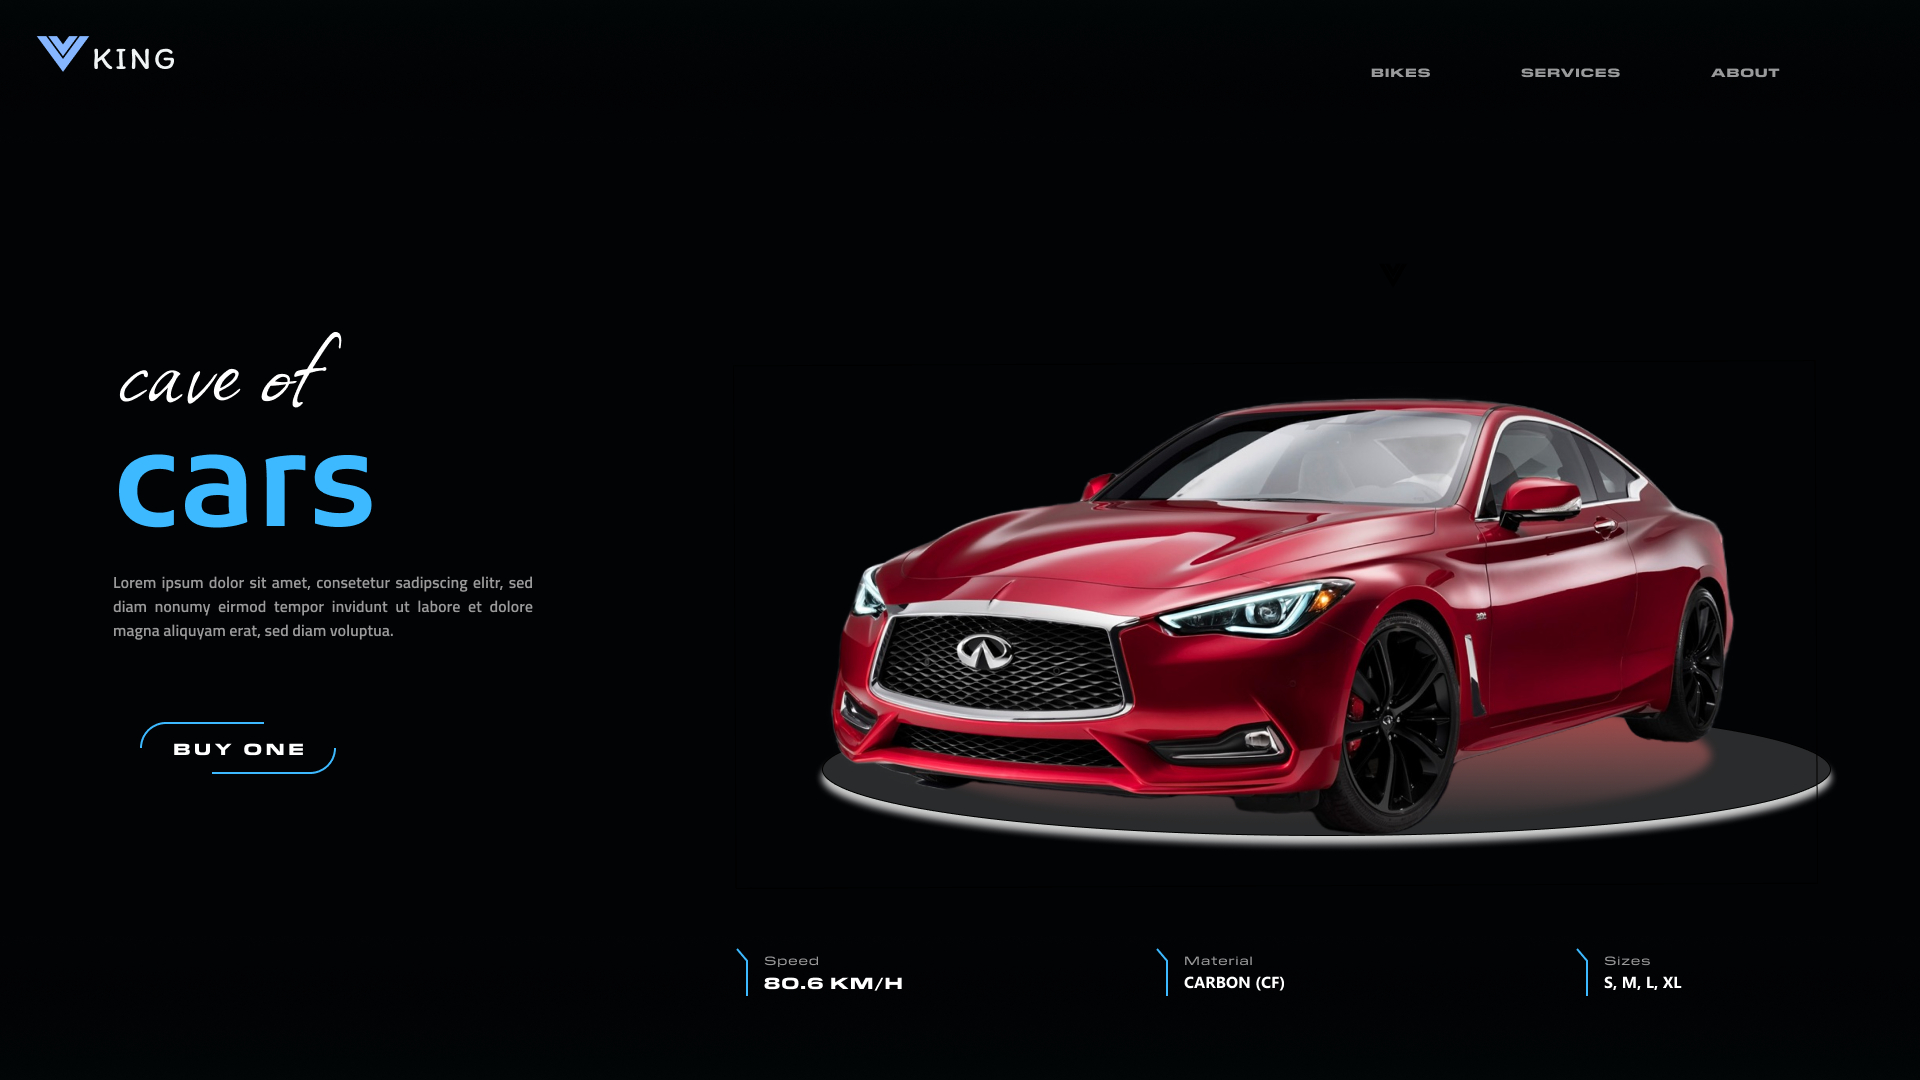 KING
BIKES SERVICES ABOUT
cave of
cars
Lorem ipsum dolor sit amet, consetetur sadipscing elitr, sed
diam nonumy eirmod tempor invidunt ut labore et dolore
magna aliquyam erat, sed diam voluptua.
BUY ONE
Speed
80.6 KM/H
Material
CARBON (CF)
Sizes
S, M, L, XL